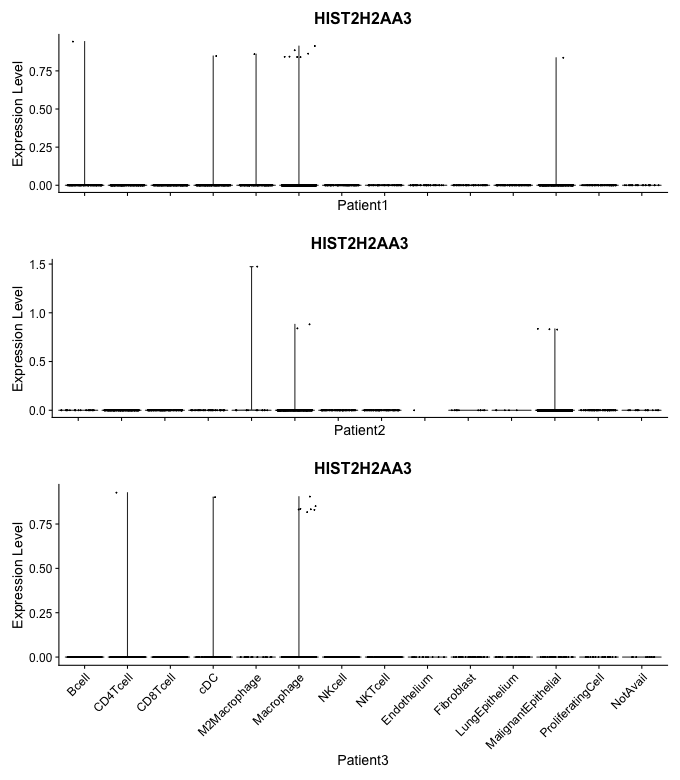 HIST2H2AA3
Expression Level
0.75
0.50
0.25
0.00
Patient1
HIST2H2AA3
Expression Level
1.5
1.0
0.5
0.0
Patient2
HIST2H2AA3
Expression Level
0.75
0.50
0.25
0.00
Bcell
CD4Tcell
CD8Tcell
cDC
M2Macrophage
Macrophage
NKcell
NKTcell
Endothelium
Fibroblast
LungEpithelium
MalignantEpithelial
ProliferatingCell
NotAvail
Patient3